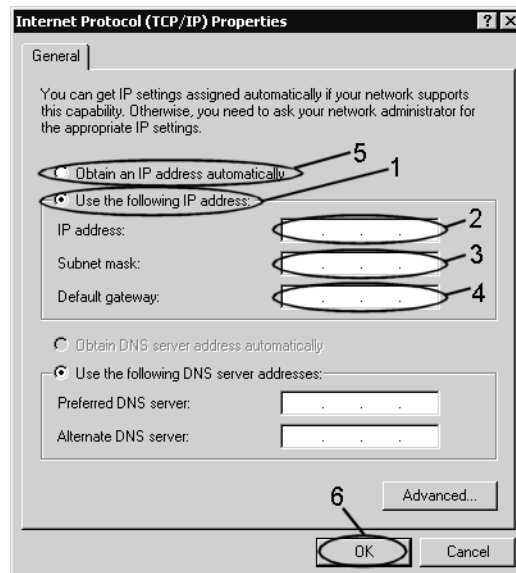 Internet Protocol (TCP/IP) Properties
General
You can get IP settings assigned automatically if your network supports
this capability. Otherwise, you need to ask your network administrator for
the appropriate IP settings.
5
Obtain an IP address automatically
1
Use the following IP address:
IP address:
2
Subnet mask:
3
Default gateway:
4
Obtain DNS server address automatically
Use the following DNS server addresses:
Preferred DNS server:
Alternate DNS server:
6
Advanced...
OK
Cancel